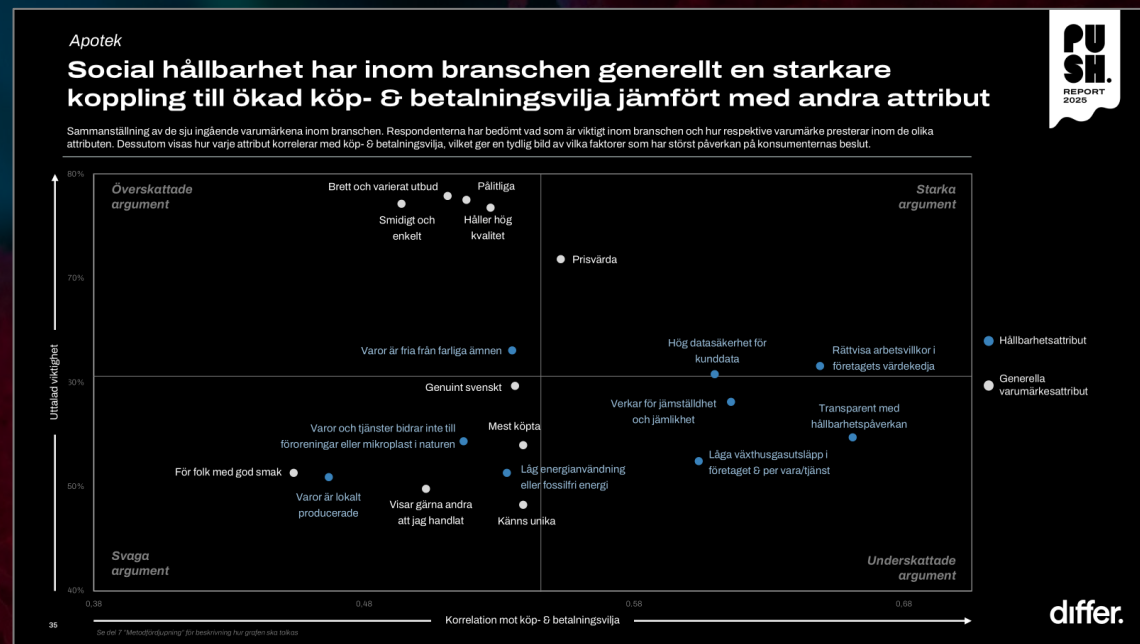 Apotek
Social hållbarhet har inom branschen generellt en starkare
koppling till ökad köp- & betalningsvilja jämfört med andra attribut
PU
SH.
REPORT
2025
Sammanställning av de sju ingående varumärkena inom branschen. Respondenterna har bedömt vad som är viktigt inom branschen och hur respektive varumärke presterar inom de olika
attributen. Dessutom visas hur varje attribut korrelerar med köp- & betalningsvilja, vilket ger en tydlig bild av vilka faktorer som har störst påverkan på konsumenternas beslut.
80%
Överskattade
argument
Starka
argument
Brett och varierat utbud
Pålitliga
Smidigt och
enkelt
Håller hög
kvalitet
Prisvärda
70%
Varor är fria från farliga ämnen
Hög datasäkerhet för
kunddata
Rättvisa arbetsvillkor i
företagets värdekedja
Hållbarhetsattribut
Generella
varumärkesattribut
Uttalad viktighet
30%
Genuint svenskt
Verkar för jämställdhet
och jämlikhet
Transparent med
hållbarhetspåverkan
Varor och tjänster bidrar inte till
föroreningar eller mikroplast i naturen
Mest köpta
Låga växthusgasutsläpp i
företaget & per vara/tjänst
För folk med god smak
Låg energianvändning
eller fossilfri energi
50%
Varor är lokalt
producerade
Visar gärna andra
att jag handlat
Känns unika
Svaga
argument
Underskattade
argument
40%
0,38
0,48
0,58
0,68
Korrelation mot köp- & betalningsvilja
35
Se del 7 "Metodfördjupning" för beskrivning hur grafen ska tolkas
differ.